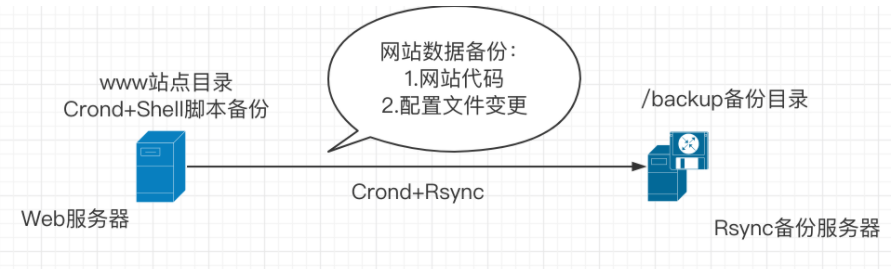 网站数据备份：
1.网站代码
2.配置文件变更
www站点目录
Crond+Shell脚本备份
/backup备份目录
Crond+Rsync
Web服务器
Rsync备份服务器